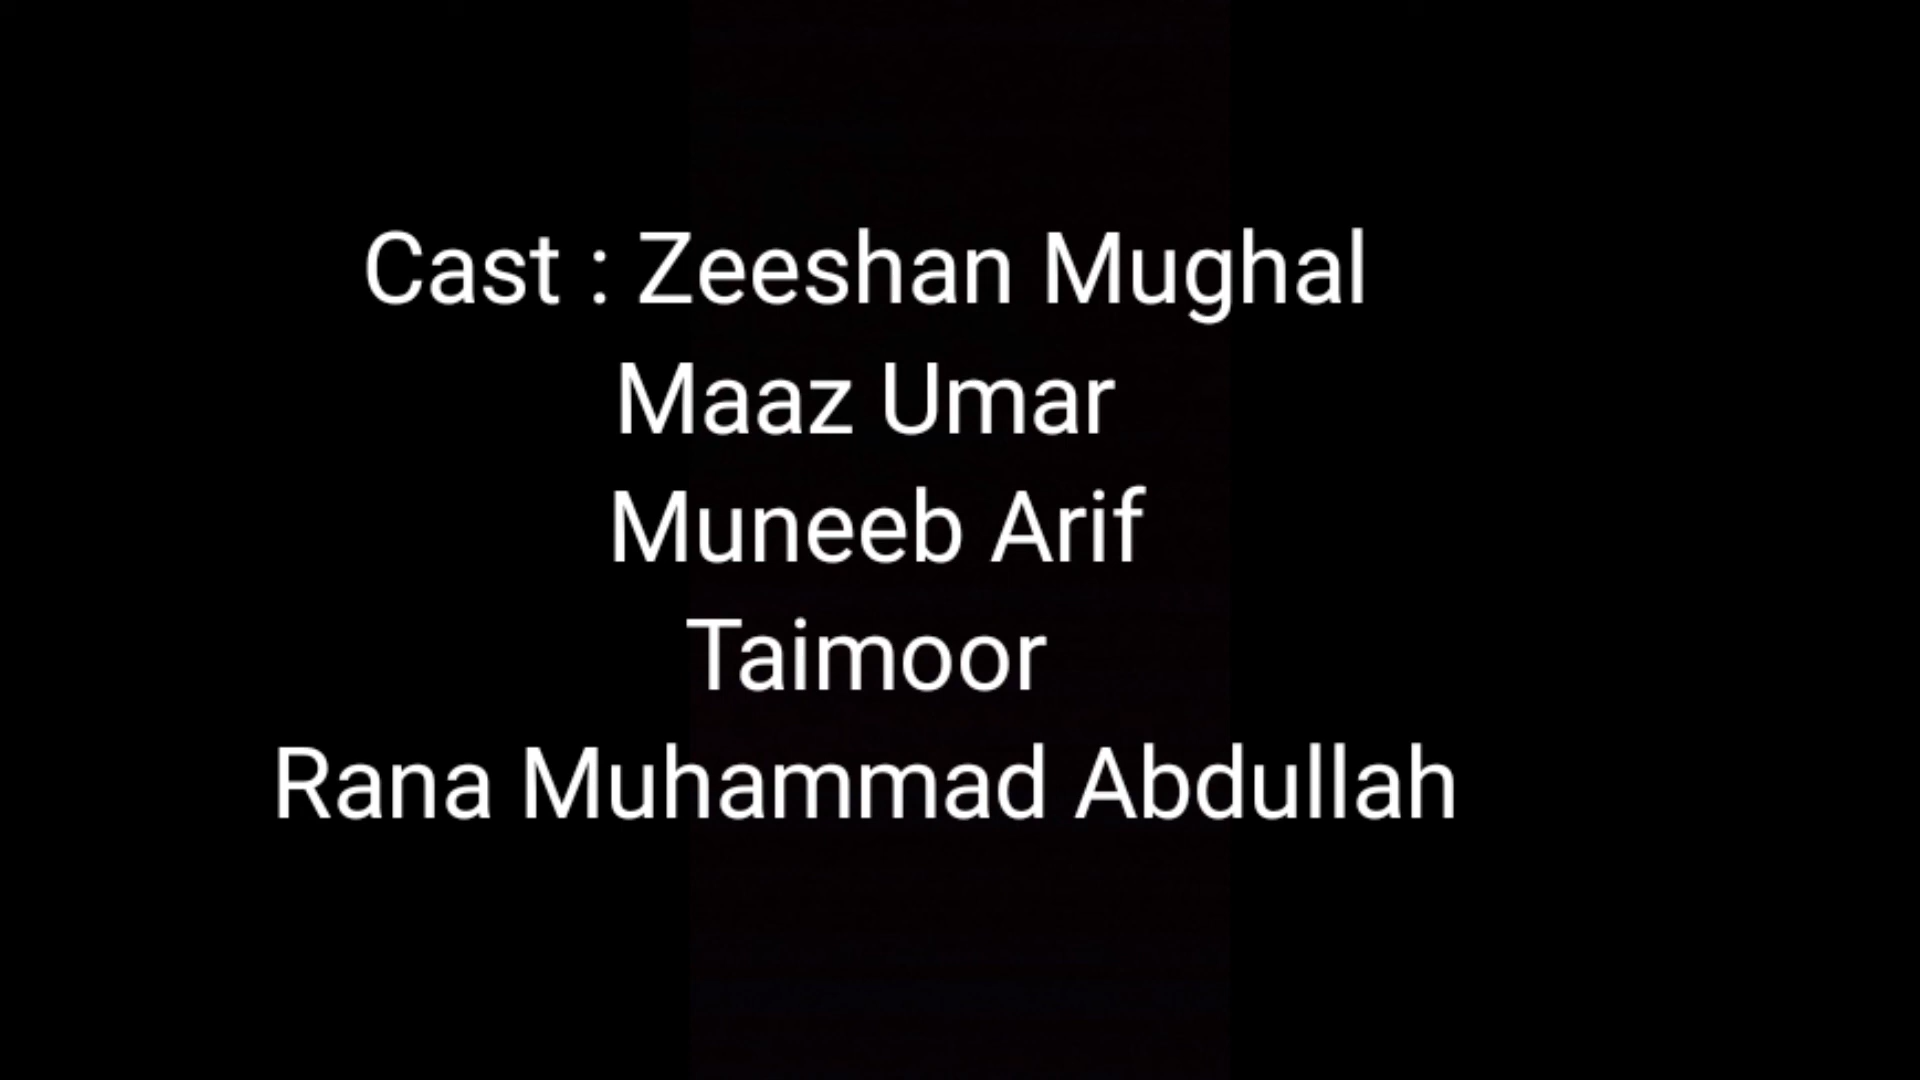 Cast : Zeeshan Mughal
Maaz Umar
Muneeb Arif
Taimoor
Rana Muhammad Abdullah